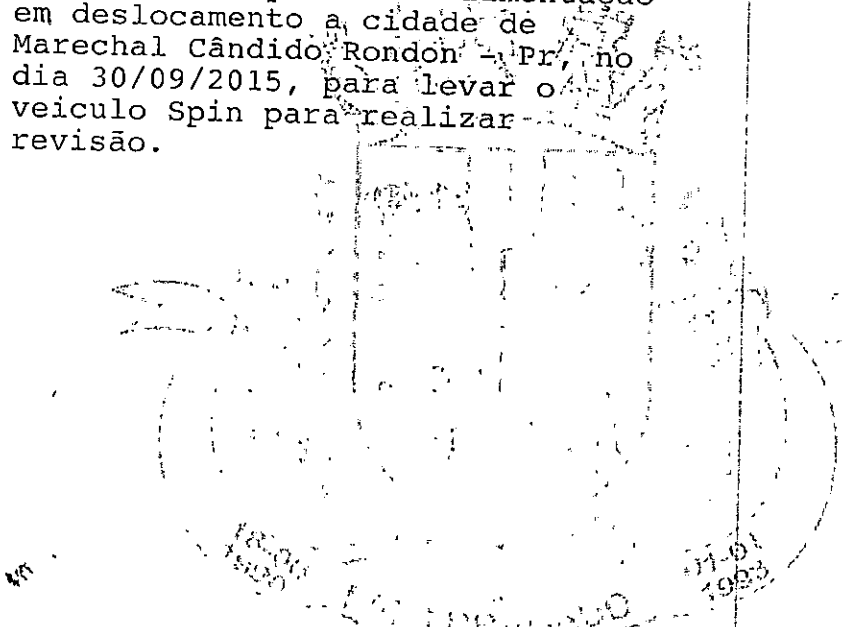 em deslocamento a cidade de
Marechal Cândido Rondon - Pr, no
dia 30/09/2015, para levar o
veiculo Spin para realizar
revisão.
1993